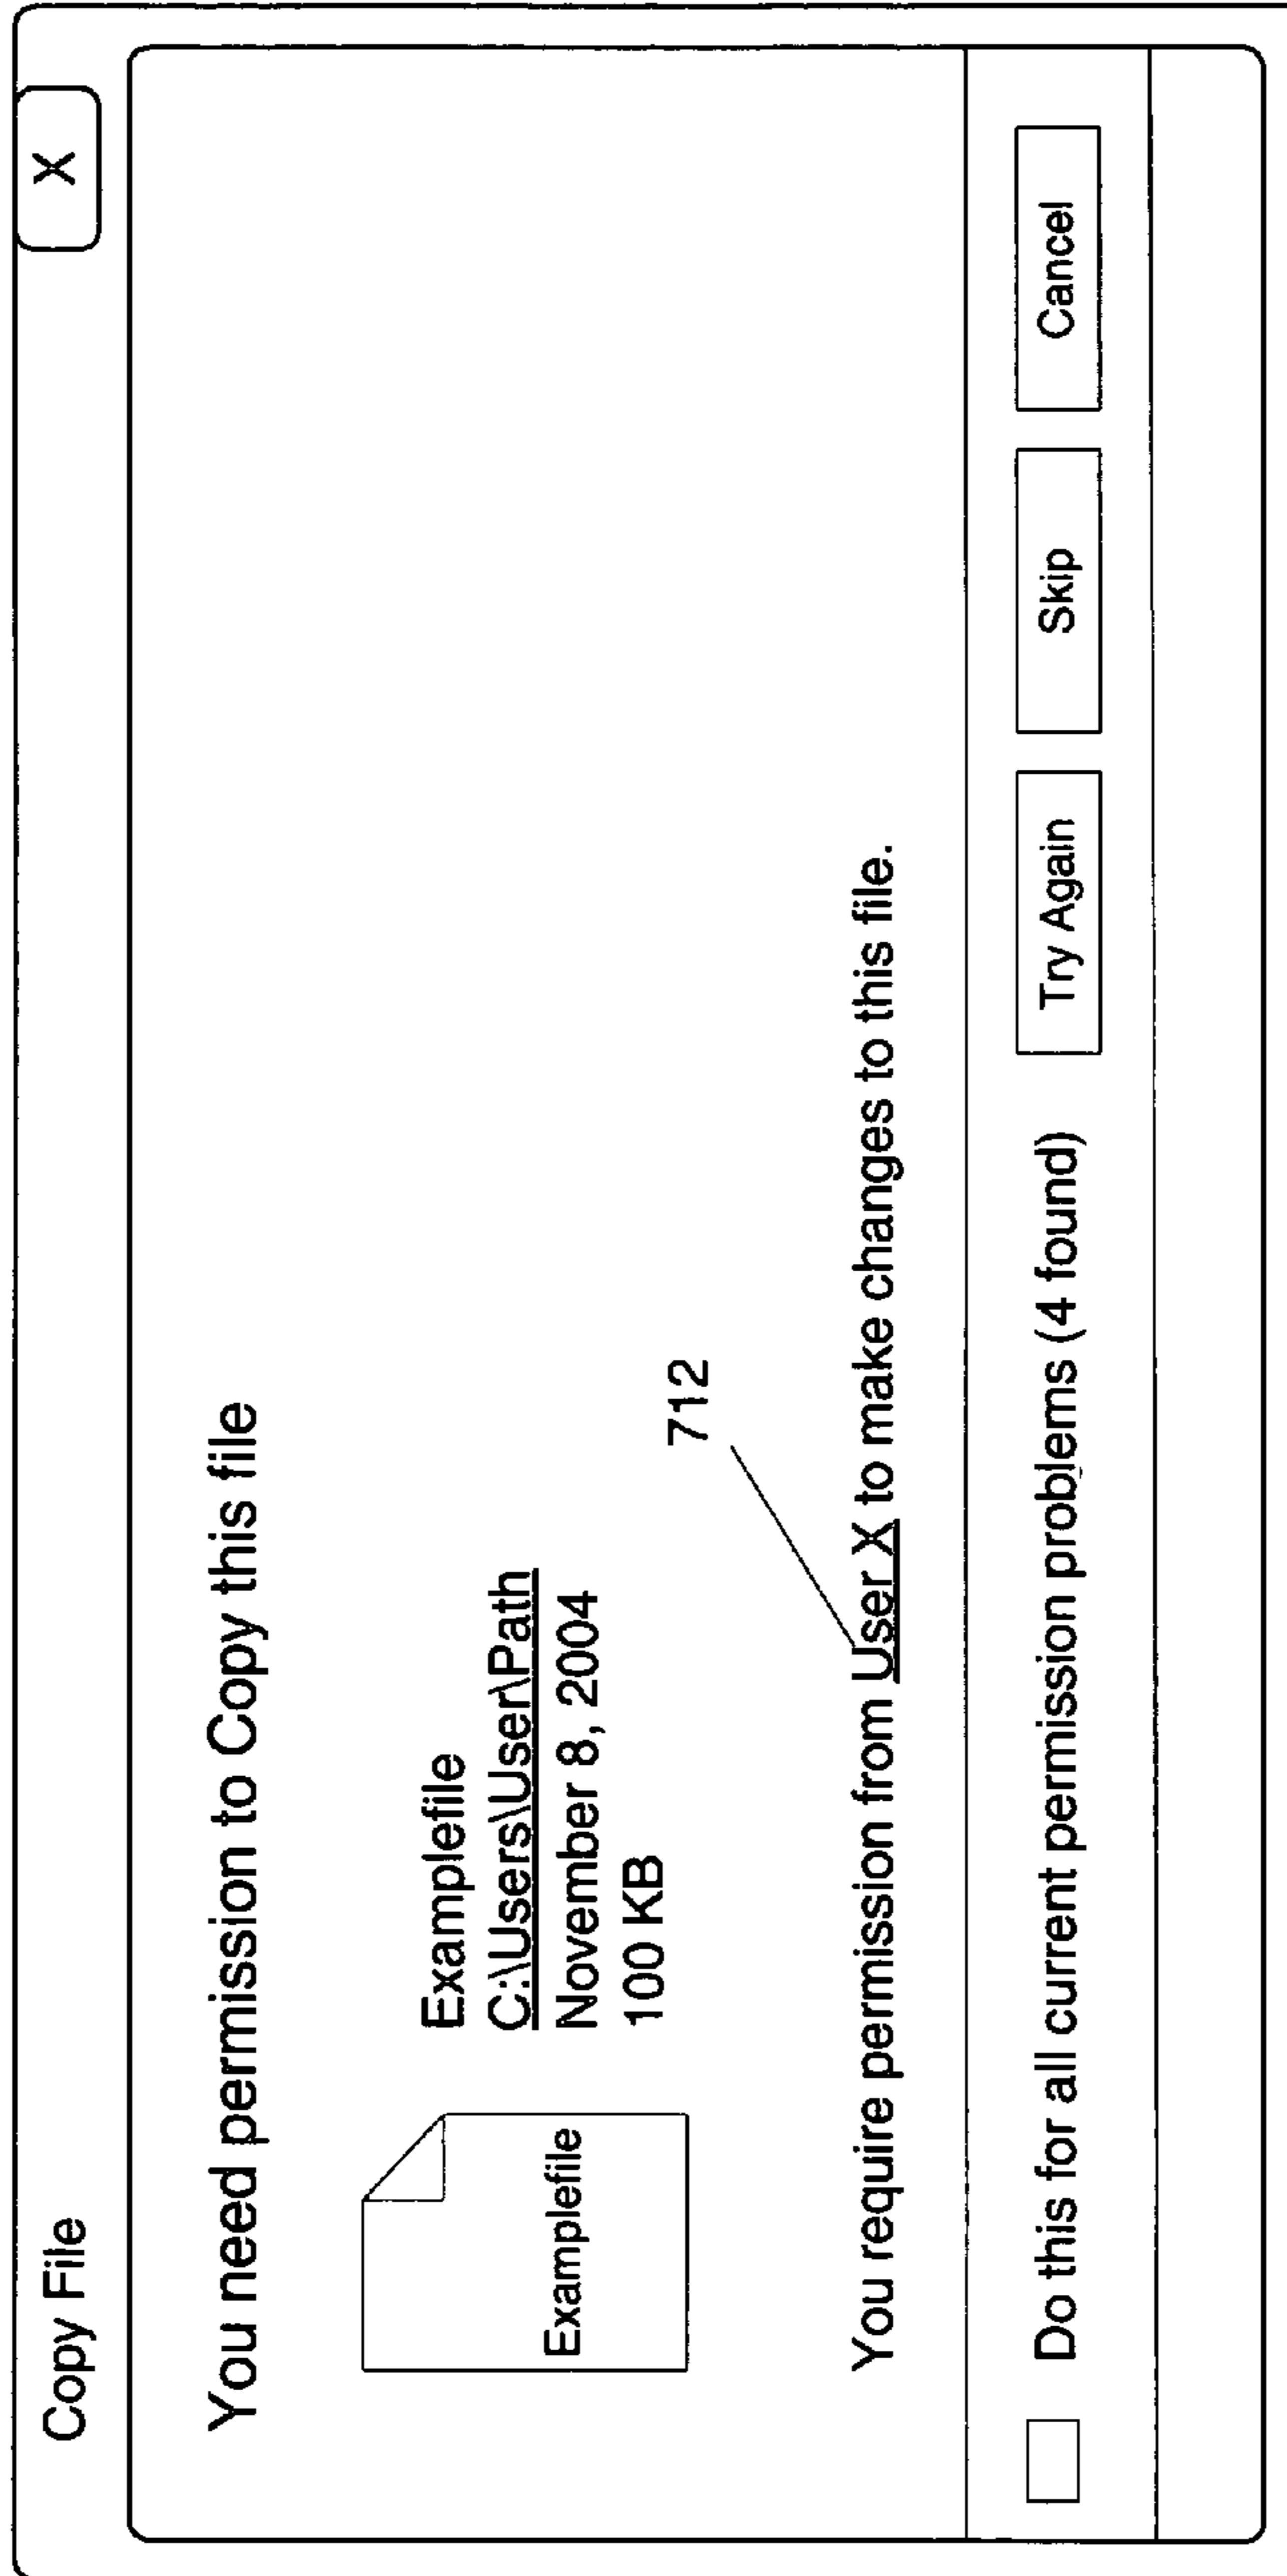 Copy File
X
You need permission to Copy this file
Examplefile
Examplefile
C:\Users\User\Path
November 8, 2004
100 KB
712
You require permission from User X to make changes to this file.
Do this for all current permission problems (4 found)
Try Again
Skip
Cancel